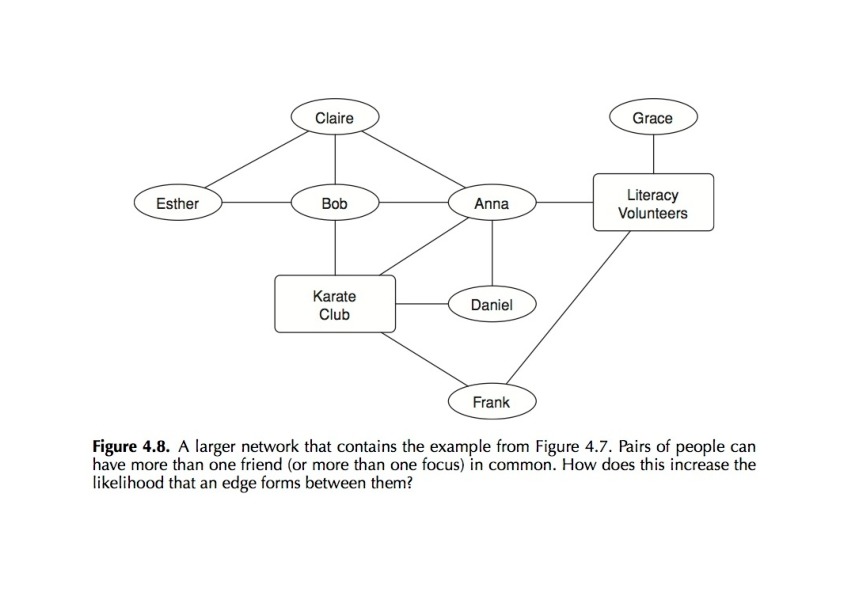 Claire
Grace
Literacy
Volunteers
Esther
Bob
Anna
Karate
Club
Daniel
Frank
Figure 4.8. A larger network that contains the example from Figure 4.7. Pairs of people can
have more than one friend (or more than one focus) in common. How does this increase the
likelihood that an edge forms between them?